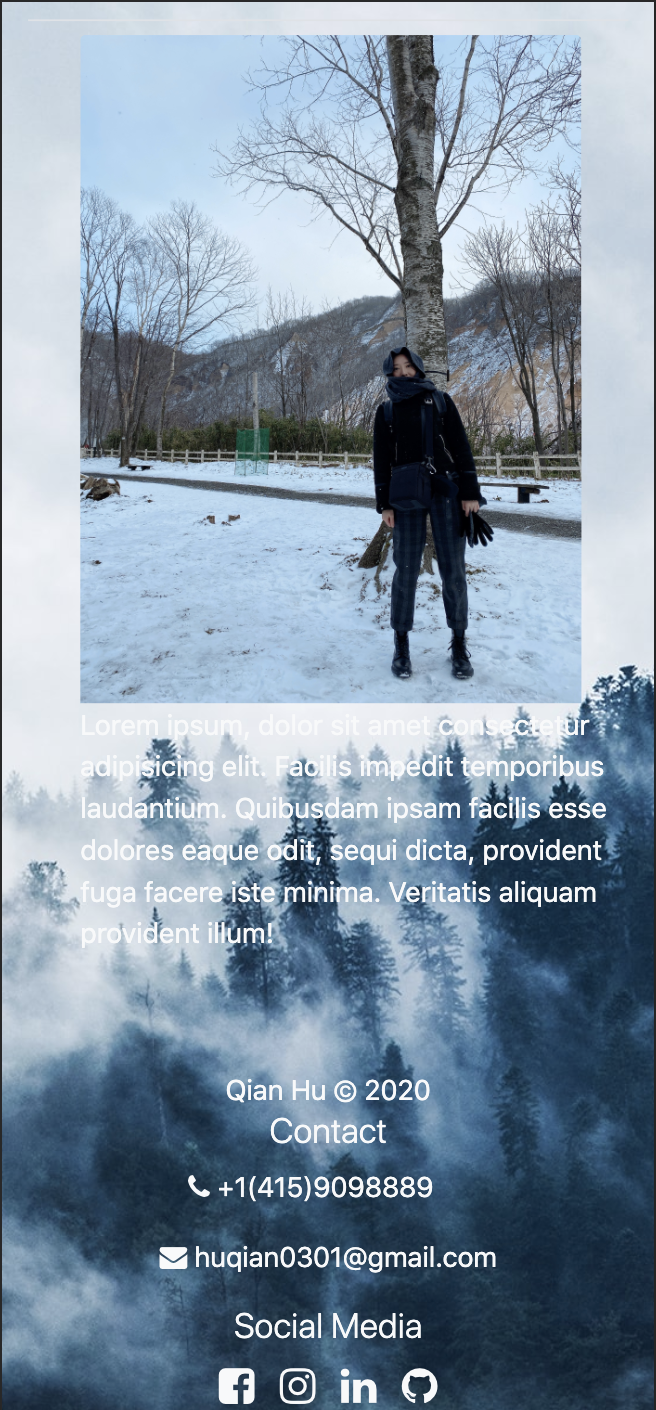 Lorem ipsum, dolor sit amet consectetur
adipisicing elit. Facilis impedit temporibus
laudantium. Quibusdam ipsam facilis esse
dolores eaque odit, sequi dicta, provident
fuga facere iste minima. Veritatis aliquam
provident illum!
Qian Hu © 2020
Contact
+1(415)9098889
huqian0301@gmail.com
Social Media